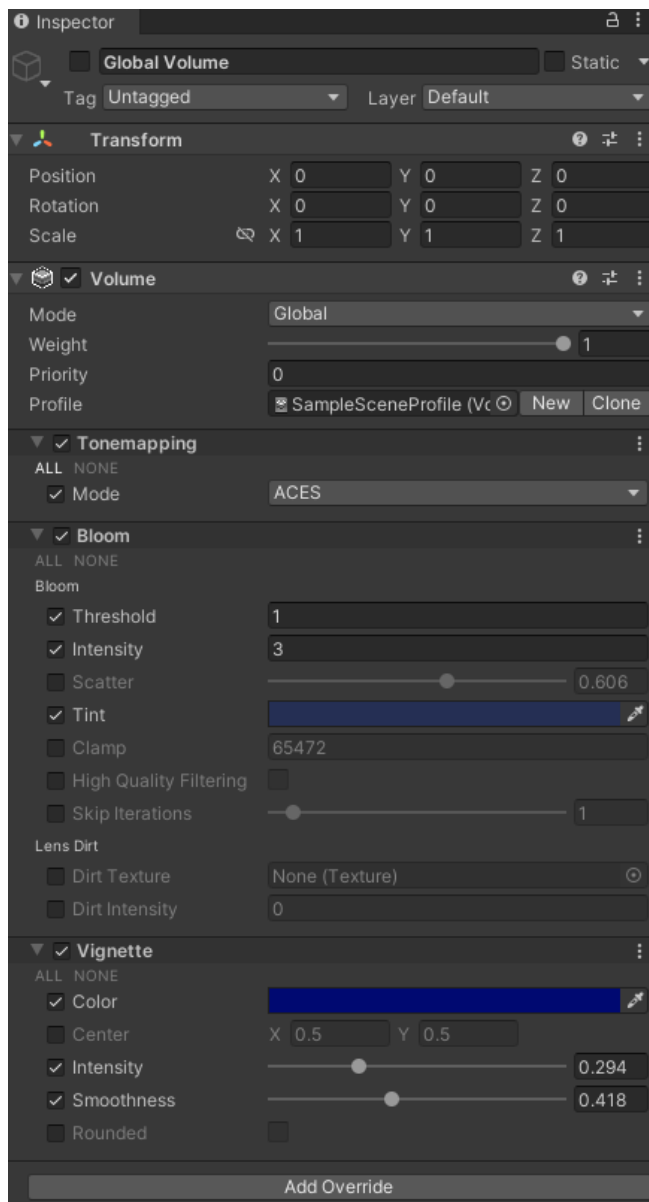 Inspector
Global Volume Static
Tag Untagged Layer Default
Transform
Position X 0 Y 0 Z 0
Rotation X 0 Y 0 Z 0
Scale X 1 Y 1 Z 1
Volume
Mode Global
Weight 1
Priority 0
Profile SampleSceneProfile (Vo New Clone
Tonemapping
ALL NONE
Mode ACES
Bloom
ALL NONE
Bloom
Threshold 1
Intensity 3
Scatter 0.606
Tint
Clamp 65472
High Quality Filtering
Skip Iterations 1
Lens Dirt
Dirt Texture None (Texture)
Dirt Intensity 0
Vignette
ALL NONE
Color
Center X 0.5 Y 0.5
Intensity 0.294
Smoothness 0.418
Rounded
Add Override